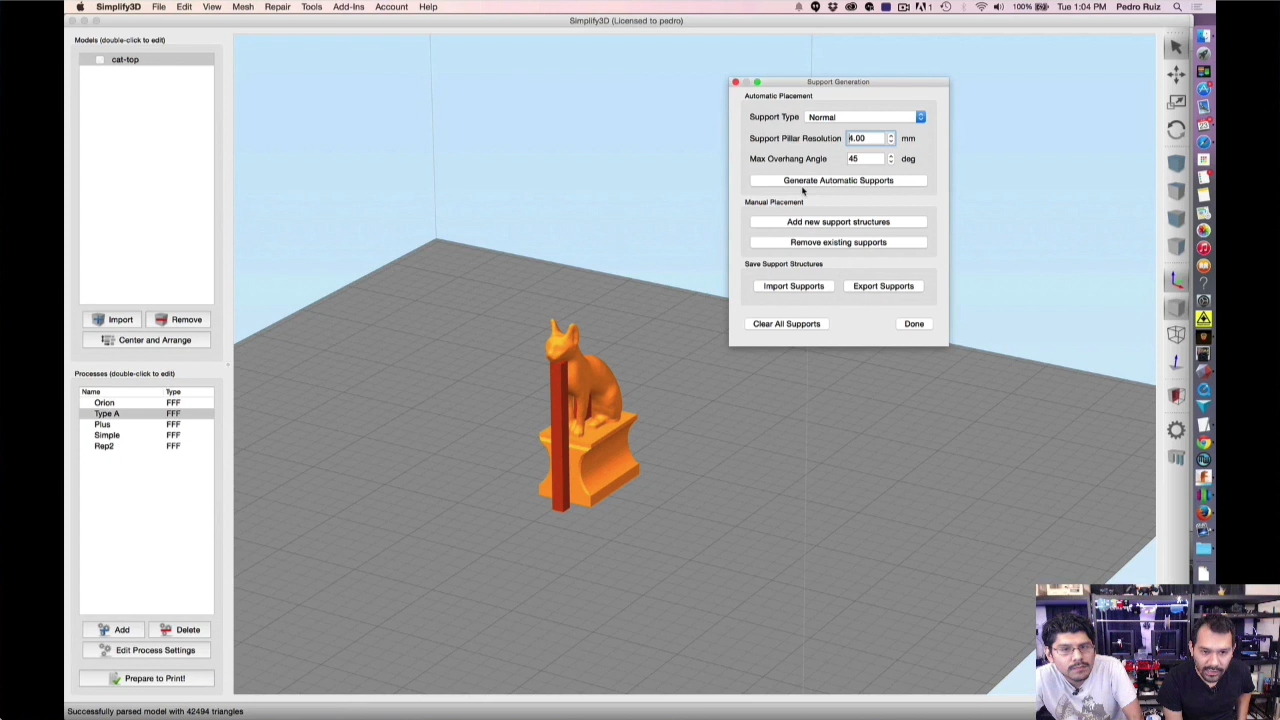 Simplify3D File Edit View Mesh Repair Tools Add-Ins Account Help
1 100% Tue 1:04 PM Pedro Ruiz
Simplify3D (Licensed to pedro)
Models (double-click to edit)
cat-top
Import Remove
Center and Arrange
Processes (double-click to edit)
Name Type
Orion FFF
Type A FFF
Plus FFF
Simple FFF
Rep2 FFF
Add Delete
Edit Process Settings
Prepare to Print!
Successfully parsed model with 42494 triangles
Support Generation
Automatic Placement
Support Type Normal
Support Pillar Resolution 4.00 mm
Max Overhang Angle 45 deg
Generate Automatic Supports
Manual Placement
Add new support structures
Remove existing supports
Save Support Structures
Import Supports Export Supports
Clear All Supports Done